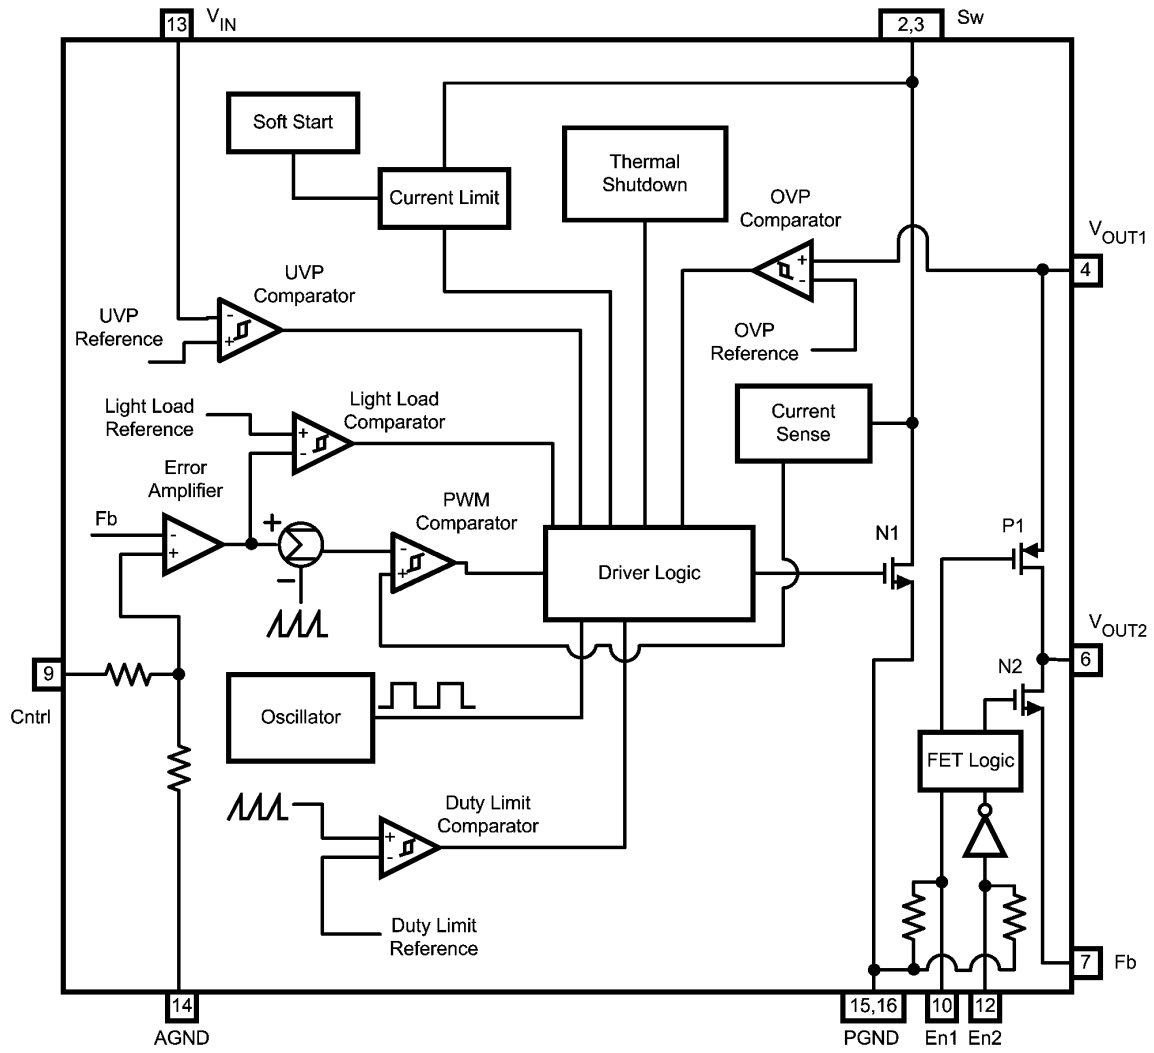 13
VIN
2,3
Sw
Soft Start
Thermal
Shutdown
Current Limit
OVP
Comparator
+
-
VOUT1
4
UVP
Comparator
UVP
Reference
-
+
OVP
Reference
Light Load
Reference
+
-
Light Load
Comparator
Current
Sense
Error
Amplifier
Fb
-
+
+
−
PWM
Comparator
-
+
Driver Logic
N1
P1
VOUT2
6
9
Cntrl
N2
Oscillator
FET Logic
Duty Limit
Comparator
+
-
Duty Limit
Reference
7
Fb
14
AGND
15,16
PGND
10
12
En1
En2